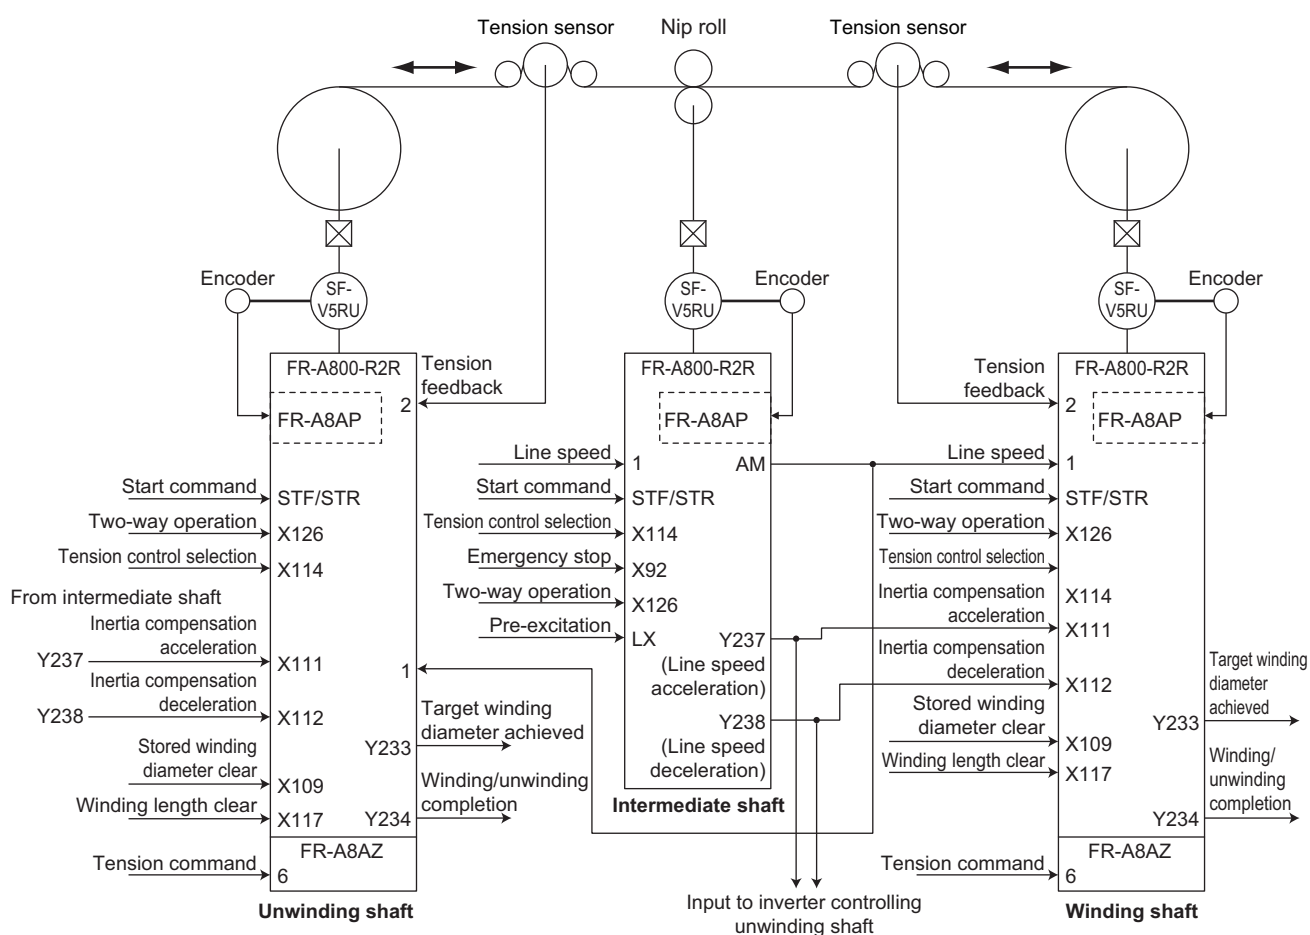 Tension sensor
Nip roll
Tension sensor
Encoder
SF-
V5RU
SF-
V5RU
Encoder
SF-
V5RU
Encoder
FR-A800-R2R
FR-A8AP
2
Tension
feedback
Start command
STF/STR
Two-way operation
X126
Tension control selection
X114
From intermediate shaft
Inertia compensation
acceleration
Y237
X111
Inertia compensation
deceleration
Y238
X112
1
Stored winding
diameter clear
X109
Winding length clear
X117
Y233
Target winding
diameter achieved
Y234
Winding/unwinding
completion
FR-A8AZ
Tension command
6
Unwinding shaft
FR-A800-R2R
FR-A8AP
Line speed
1
AM
Start command
STF/STR
Tension control selection
X114
Emergency stop
X92
Two-way operation
X126
Pre-excitation
LX
Y237
(Line speed
acceleration)
Y238
(Line speed
deceleration)
Intermediate shaft
Input to inverter controlling
unwinding shaft
FR-A800-R2R
FR-A8AP
Tension
feedback
2
Line speed
1
Start command
STF/STR
Two-way operation
X126
Tension control selection
X114
Inertia compensation
acceleration
X111
Inertia compensation
deceleration
X112
Stored winding
diameter clear
X109
Winding length clear
X117
Y233
Target winding
diameter
achieved
Y234
Winding/
unwinding
completion
FR-A8AZ
Tension command
6
Winding shaft